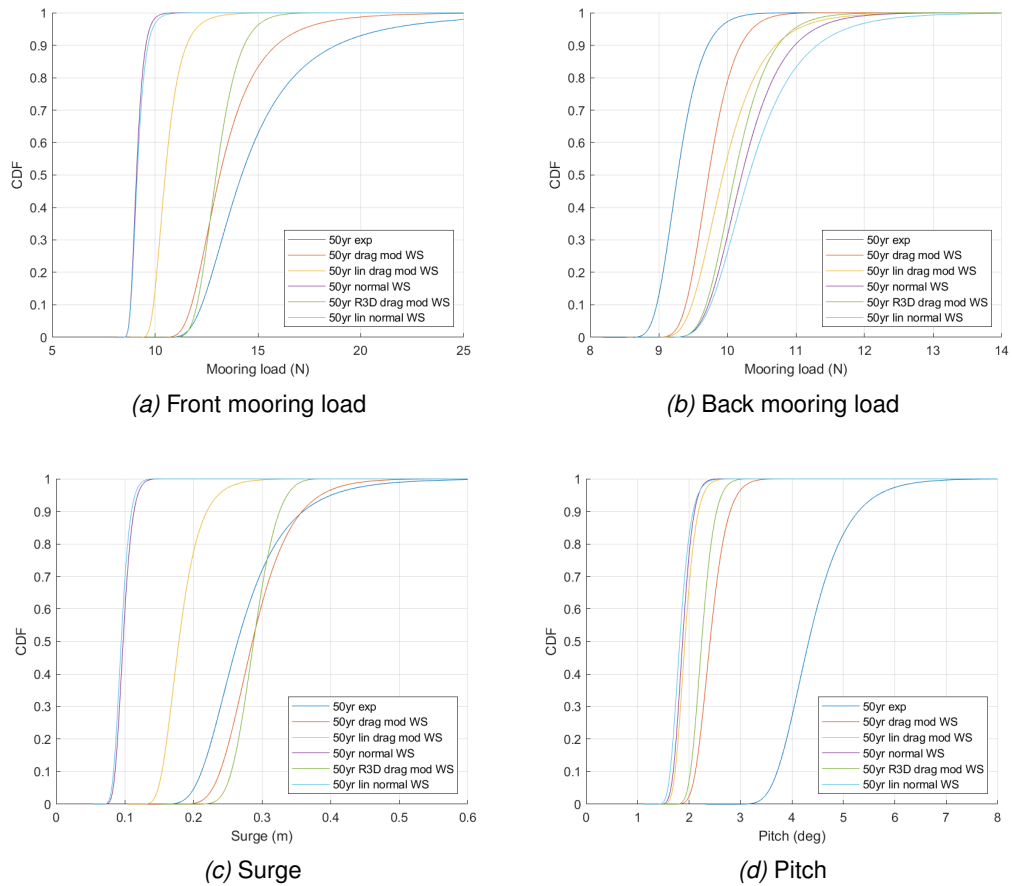 1
0.9
0.8
0.7
0.6
0.5
0.4
0.3
0.2
0.1
0
CDF
5 10 15 20 25
Mooring load (N)
50yr exp
50yr drag mod WS
50yr lin drag mod WS
50yr normal WS
50yr R3D drag mod WS
50yr lin normal WS
(a) Front mooring load
1
0.9
0.8
0.7
0.6
0.5
0.4
0.3
0.2
0.1
0
CDF
8 9 10 11 12 13 14
Mooring load (N)
50yr exp
50yr drag mod WS
50yr lin drag mod WS
50yr normal WS
50yr R3D drag mod WS
50yr lin normal WS
(b) Back mooring load
1
0.9
0.8
0.7
0.6
0.5
0.4
0.3
0.2
0.1
0
CDF
0 0.1 0.2 0.3 0.4 0.5 0.6
Surge (m)
50yr exp
50yr drag mod WS
50yr lin drag mod WS
50yr normal WS
50yr R3D drag mod WS
50yr lin normal WS
(c) Surge
1
0.9
0.8
0.7
0.6
0.5
0.4
0.3
0.2
0.1
0
CDF
0 1 2 3 4 5 6 7 8
Pitch (deg)
50yr exp
50yr drag mod WS
50yr lin drag mod WS
50yr normal WS
50yr R3D drag mod WS
50yr lin normal WS
(d) Pitch